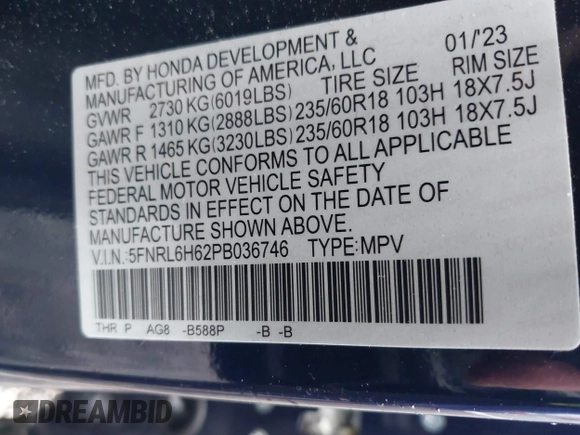 MFD. BY HONDA DEVELOPMENT &
MANUFACTURING OF AMERICA, LLC 01/'23
GVWR 2730 KG(6019LBS) TIRE SIZE RIM SIZE
GAWR F 1310 KG(2888LBS) 235/60R18 103H 18X7.5J
GAWR R 1465 KG(3230LBS) 235/60R18 103H 18X7.5J
THIS VEHICLE CONFORMS TO ALL APPLICABLE
FEDERAL MOTOR VEHICLE SAFETY
STANDARDS IN EFFECT ON THE DATE OF
MANUFACTURE SHOWN ABOVE.
V.I.N.:5FNRL6H62PB036746 TYPE:MPV
THR P AG8 -B588P -B -B
DREAMBID